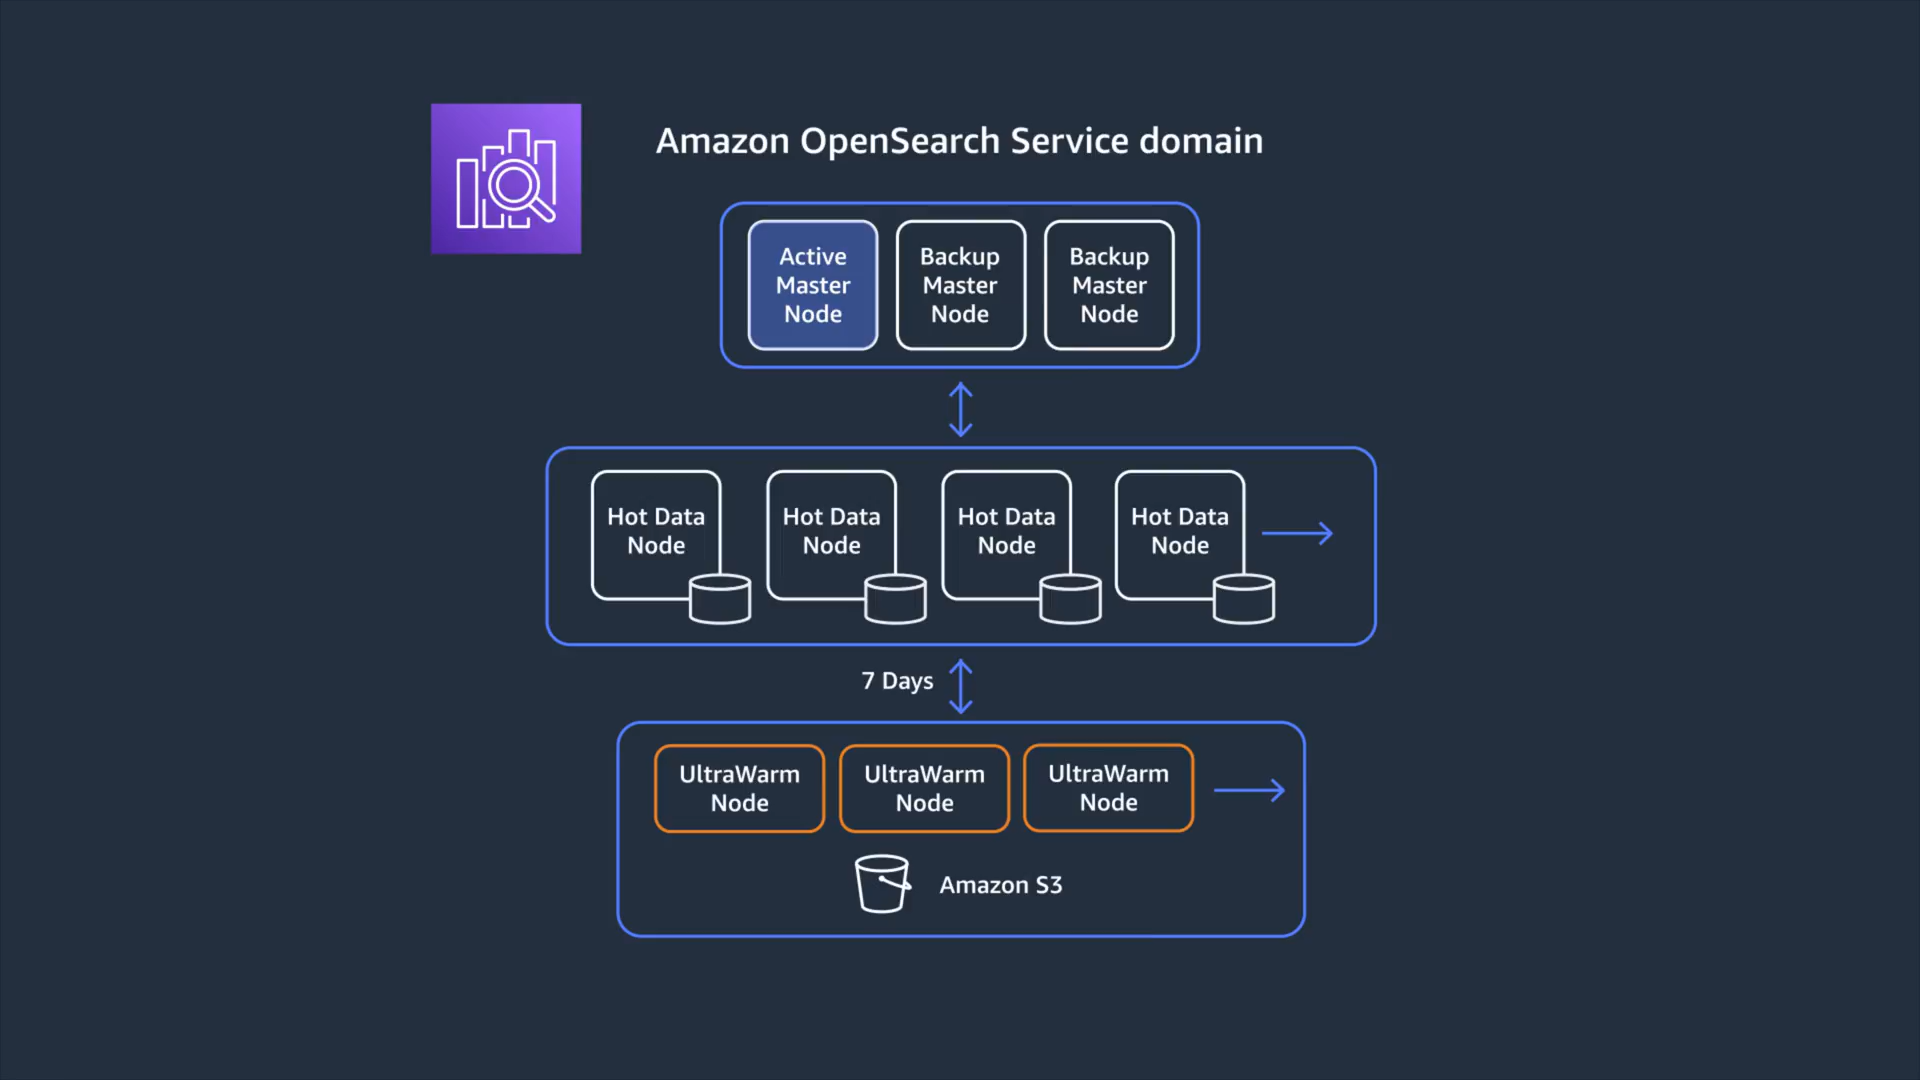 Amazon OpenSearch Service domain
Active
Master
Node
Backup
Master
Node
Backup
Master
Node
Hot Data
Node
Hot Data
Node
Hot Data
Node
Hot Data
Node
7 Days
UltraWarm
Node
UltraWarm
Node
UltraWarm
Node
Amazon S3